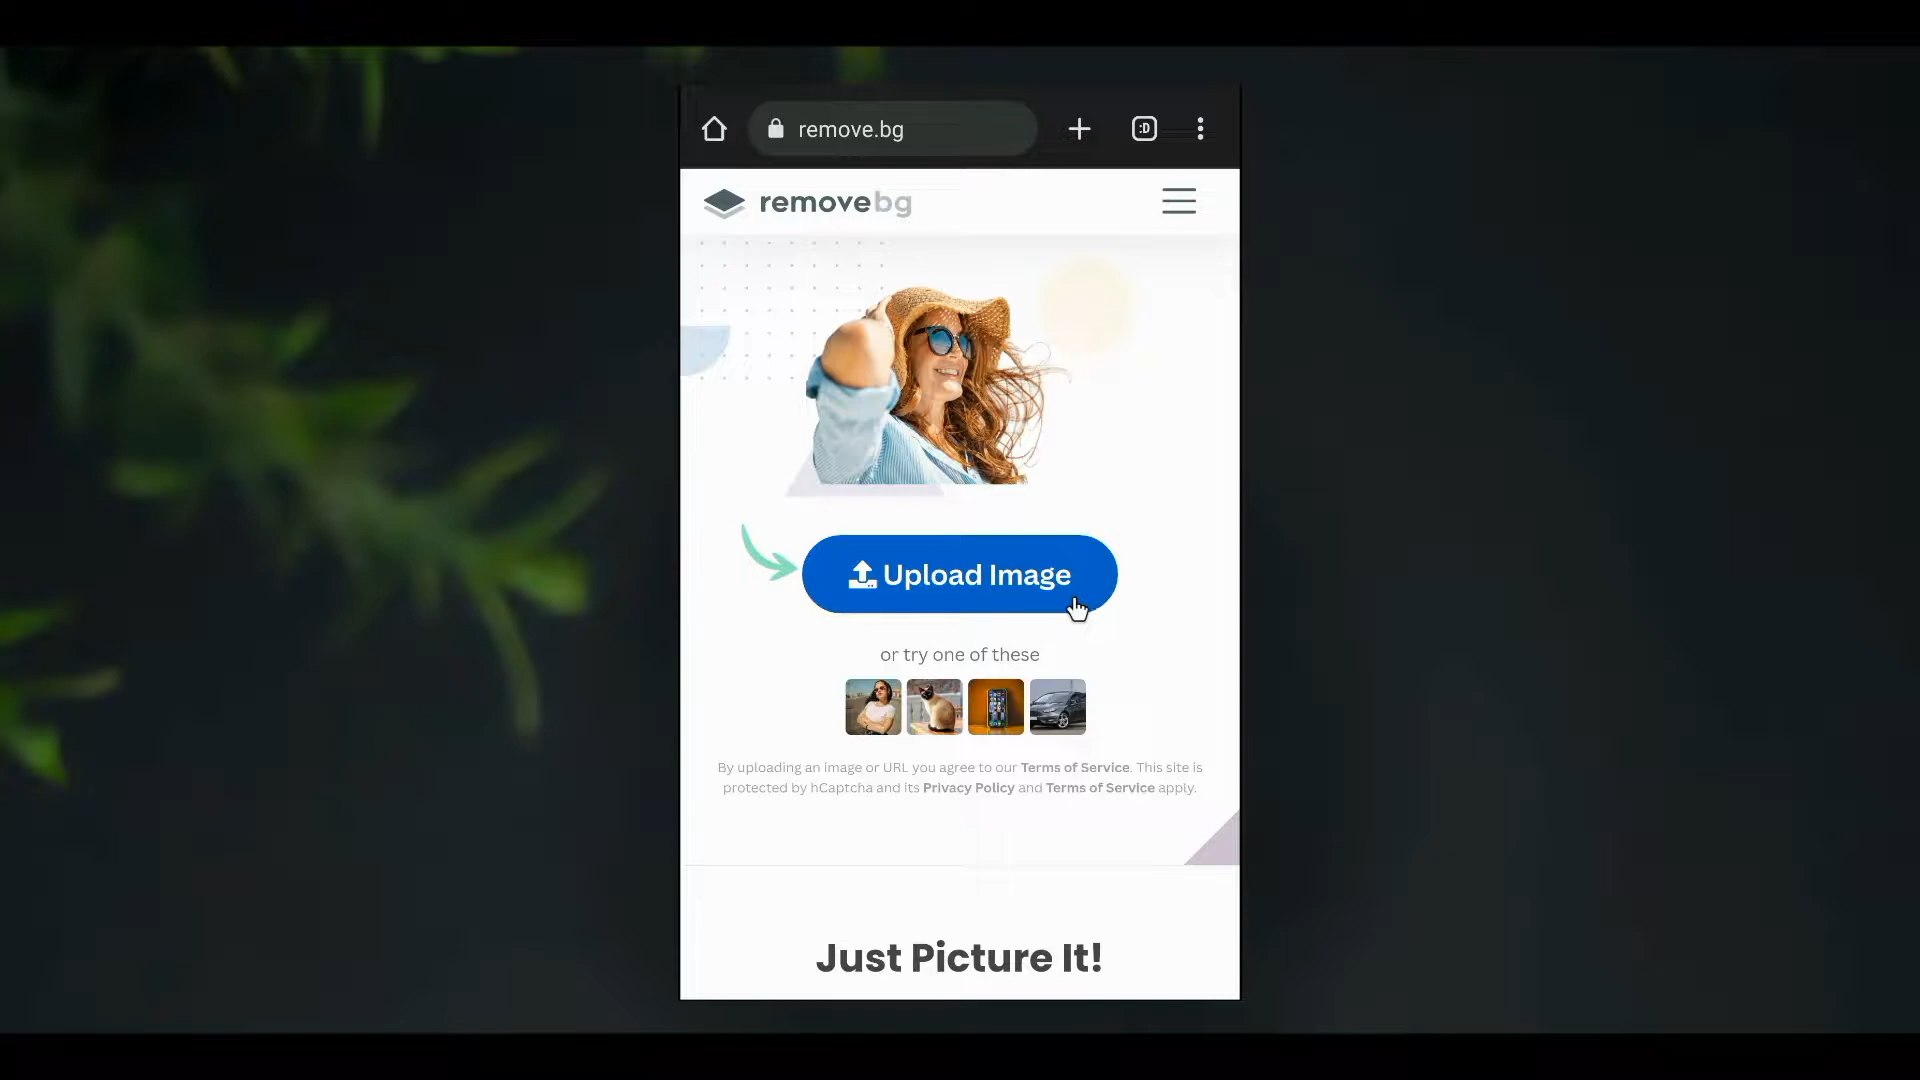 remove.bg
:D
removebg
Upload Image
or try one of these
By uploading an image or URL you agree to our Terms of Service. This site is
protected by hCaptcha and its Privacy Policy and Terms of Service apply.
Just Picture It!